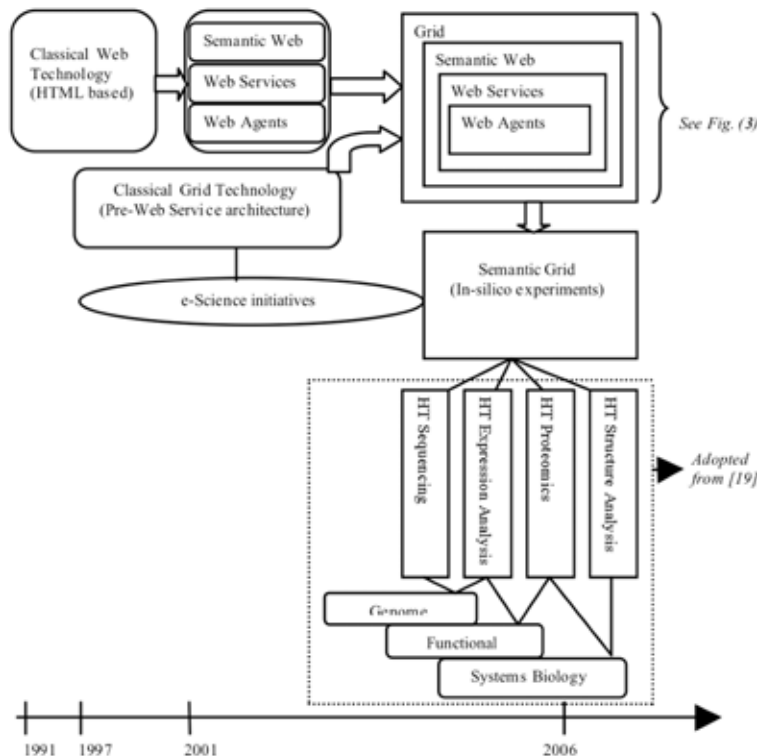 Classical Web
Technology
(HTML based)
Semantic Web
Web Services
Web Agents
Grid
Semantic Web
Web Services
Web Agents
See Fig. (3)
Classical Grid Technology
(Pre-Web Service architecture)
e-Science initiatives
Semantic Grid
(In-silico experiments)
HT Sequencing
HT Expression Analysis
HT Proteomics
HT Structure Analysis
Adopted
from [19]
Genome
Functional
Systems Biology
1991
1997
2001
2006